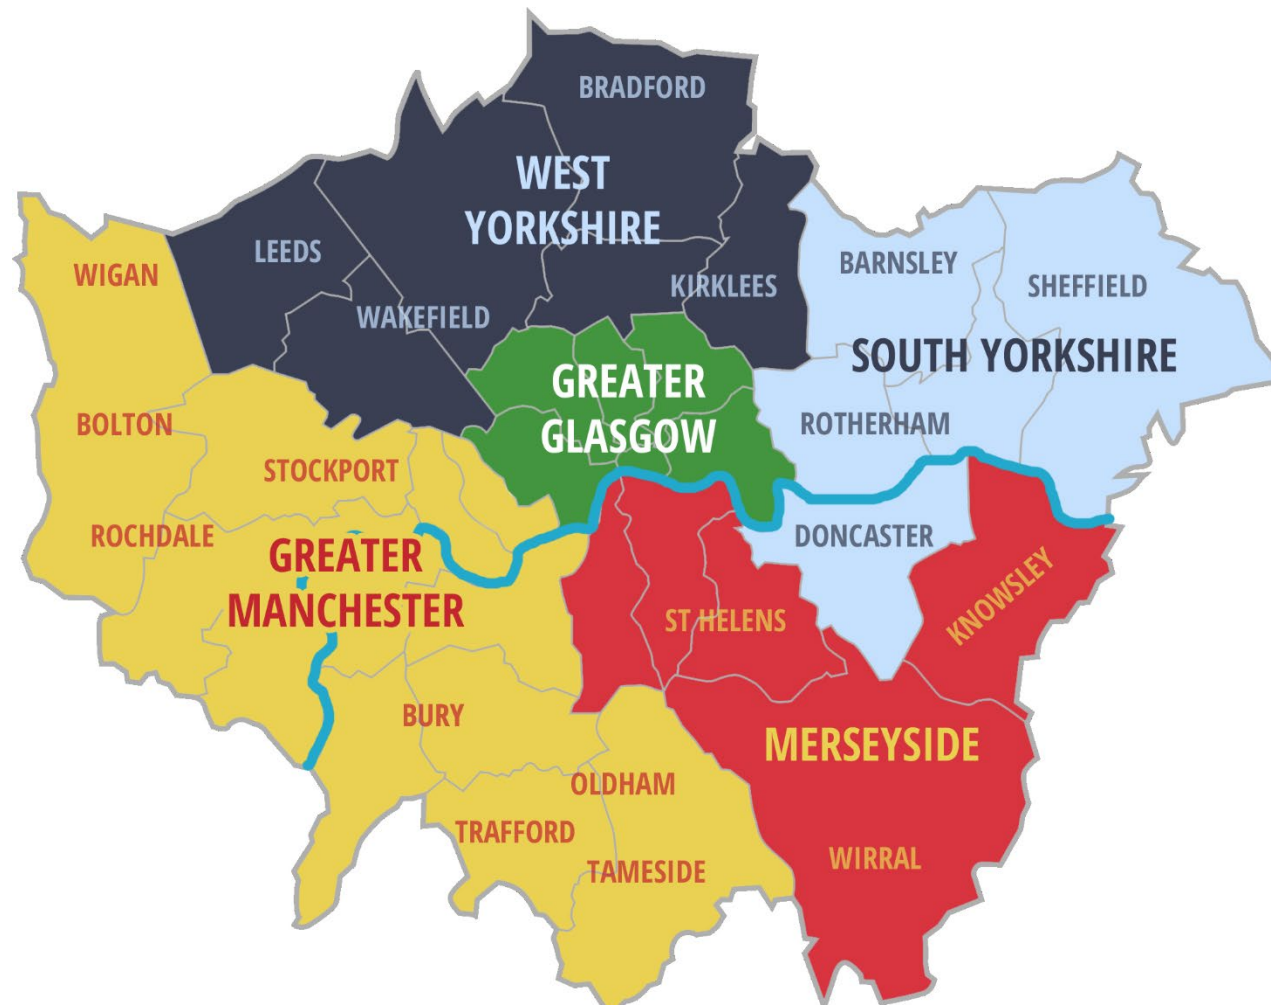 BRADFORD
WEST
YORKSHIRE
LEEDS
BARNSLEY
WIGAN
KIRKLEES
SHEFFIELD
WAKEFIELD
SOUTH YORKSHIRE
GREATER
GLASGOW
BOLTON
ROTHERHAM
STOCKPORT
ROCHDALE
DONCASTER
GREATER
MANCHESTER
KNOWSLEY
ST HELENS
BURY
MERSEYSIDE
OLDHAM
TRAFFORD
WIRRAL
TAMESIDE